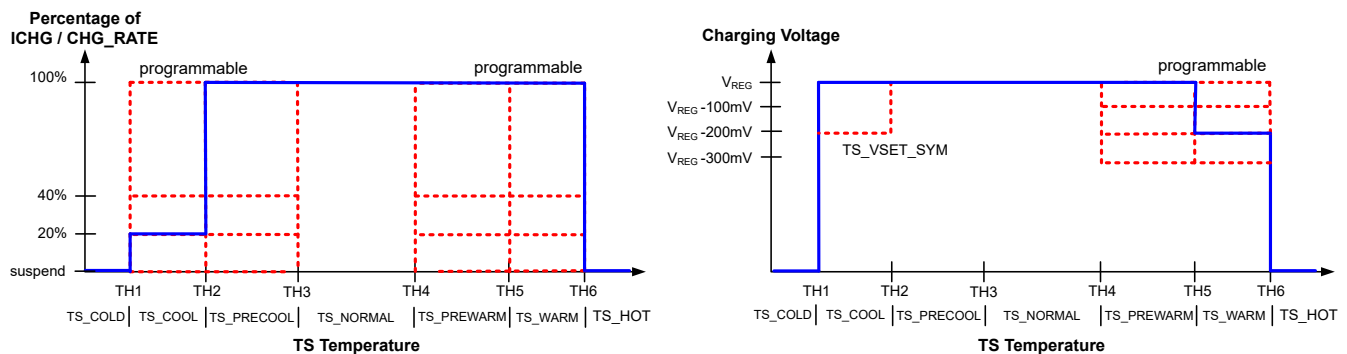 Percentage of
ICHG / CHG_RATE
programmable
programmable
100%
40%
20%
suspend
TH1 TH2 TH3 TH4 TH5 TH6
TS_COLD TS_COOL TS_PRECOOL TS_NORMAL TS_PREWARM TS_WARM TS_HOT
TS Temperature
Charging Voltage
programmable
VREG
VREG -100mV
VREG -200mV
VREG -300mV
TS_VSET_SYM
TH1 TH2 TH3 TH4 TH5 TH6
TS_COLD TS_COOL TS_PRECOOL TS_NORMAL TS_PREWARM TS_WARM TS_HOT
TS Temperature